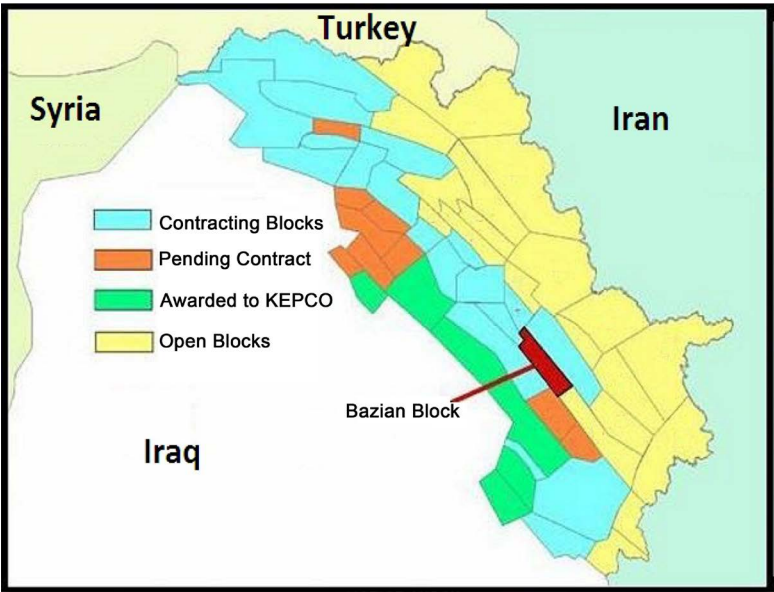 Turkey
Syria
Iran
Contracting Blocks
Pending Contract
Awarded to KEPCO
Open Blocks
Bazian Block
Iraq